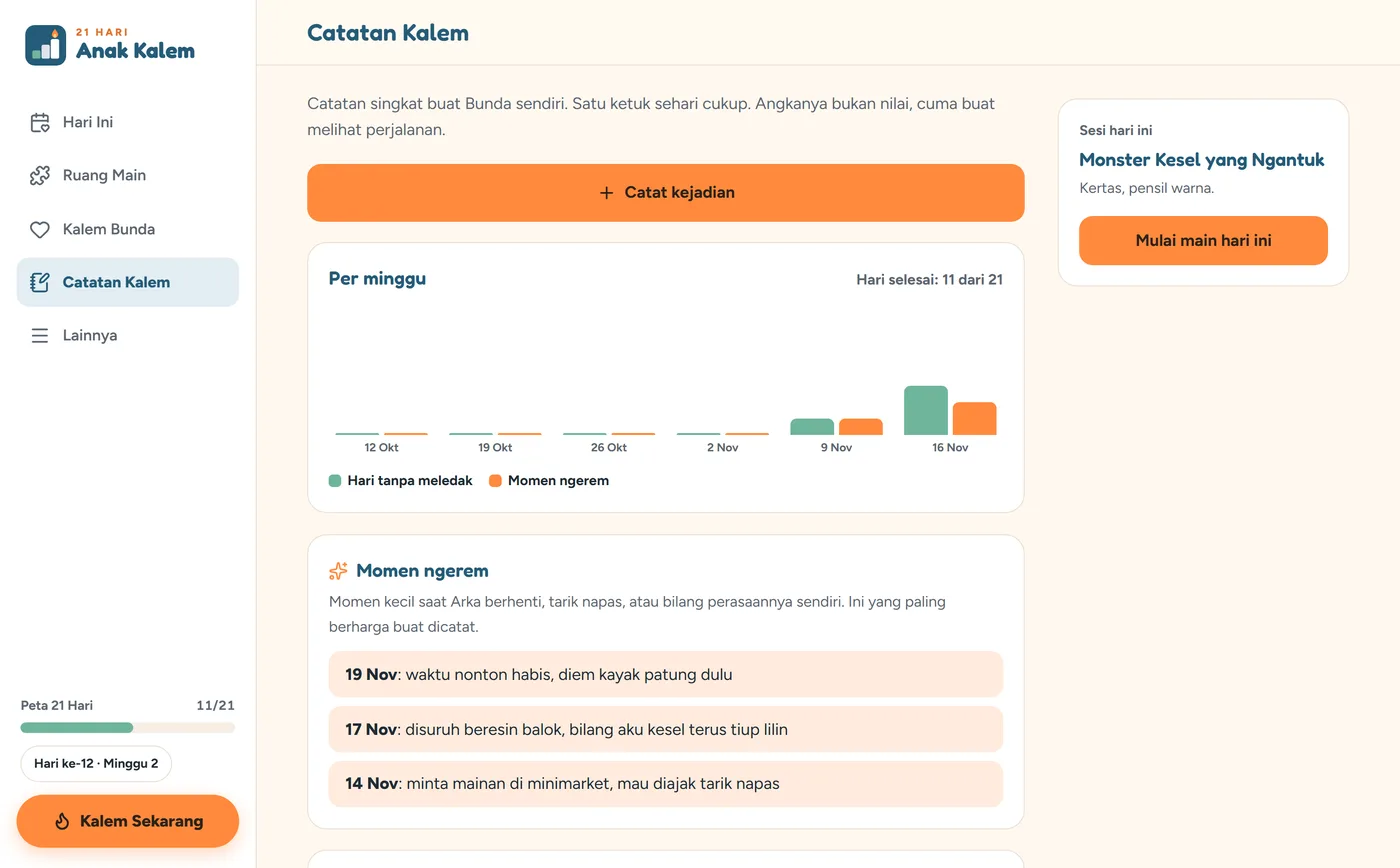 21 HARI
Anak Kalem
Hari Ini
Ruang Main
Kalem Bunda
Catatan Kalem
Lainnya
Peta 21 Hari 11/21
Hari ke-12 · Minggu 2
Kalem Sekarang
Catatan Kalem
Catatan singkat buat Bunda sendiri. Satu ketuk sehari cukup. Angkanya bukan nilai, cuma buat
melihat perjalanan.
+ Catat kejadian
Per minggu
Hari selesai: 11 dari 21
12 Okt 19 Okt 26 Okt 2 Nov 9 Nov 16 Nov
Hari tanpa meledak Momen ngerem
Momen ngerem
Momen kecil saat Arka berhenti, tarik napas, atau bilang perasaannya sendiri. Ini yang paling
berharga buat dicatat.
19 Nov: waktu nonton habis, diem kayak patung dulu
17 Nov: disuruh beresin balok, bilang aku kesel terus tiup lilin
14 Nov: minta mainan di minimarket, mau diajak tarik napas
Sesi hari ini
Monster Kesel yang Ngantuk
Kertas, pensil warna.
Mulai main hari ini